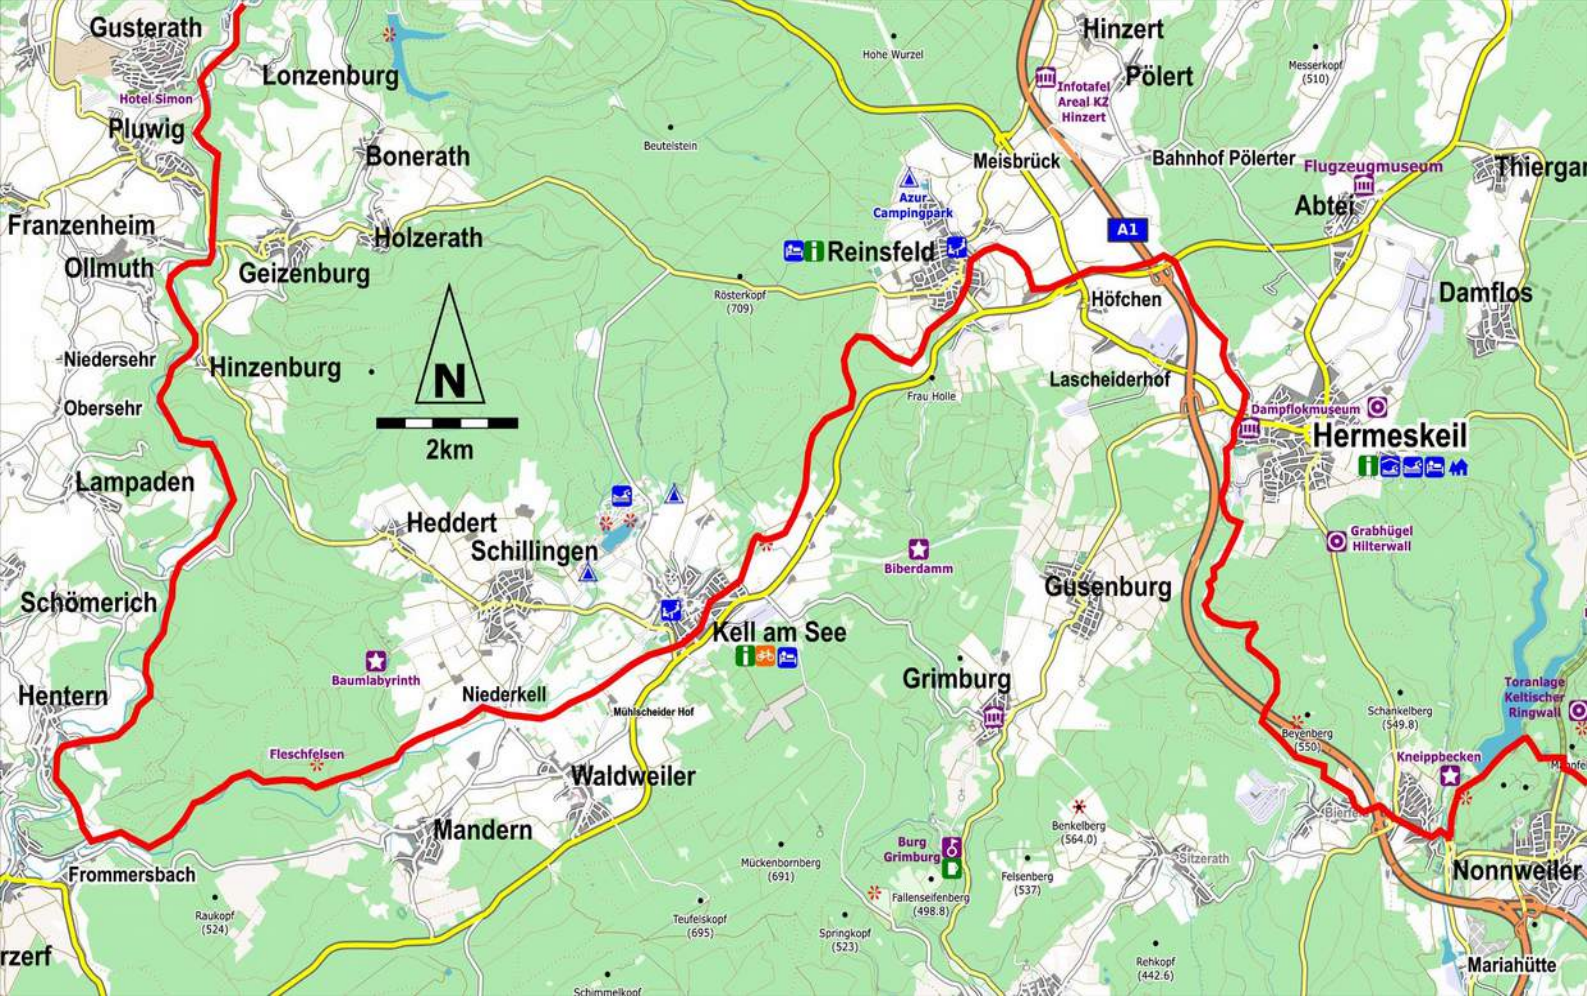 Gusterath
Lonzenburg
Hotel Simon
Pluwig
Bonerath
Franzenheim
Holzerath
Ollmuth
Geizenburg
Niedersehr
Hinzenburg
Obersehr
N
2km
Lampaden
Heddert
Schillingen
Schömerich
Hentern
Baumlabyrinth
Niederkell
Fleschfelsen
Mühlscheider Hof
Waldweiler
Mandern
Frommersbach
Raukopf
(524)
rzerf
Schimmelkopf
Teufelskopf
(695)
Mückenbornberg
(691)
Springkopf
(523)
Hohe Wurzel
Beutelstein
Rösterkopf
(709)
Azur
Campingpark
Reinsfeld
Meisbrück
Hinzert
Pölert
Infotafel
Areal KZ
Hinzert
Messerkopf
(510)
Bahnhof Pölerter
Flugzeugmuseum
Abtei
Thiergar
A1
Höfchen
Damflos
Lascheiderhof
Frau Holle
Dampflokmuseum
Hermeskeil
Grabhügel
Hilterwall
Biberdamm
Gusenburg
Kell am See
Grimburg
Toranlage
Keltischer
Ringwall
Schankelberg
(549.8)
Beyenberg
(550)
Kneippbecken
Bierfeld
Benkelberg
(564.0)
Sitzerath
Burg
Grimburg
Felsenberg
(537)
Fallenseifenberg
(498.8)
Rehkopf
(442.6)
Nonnweiler
Mariahütte